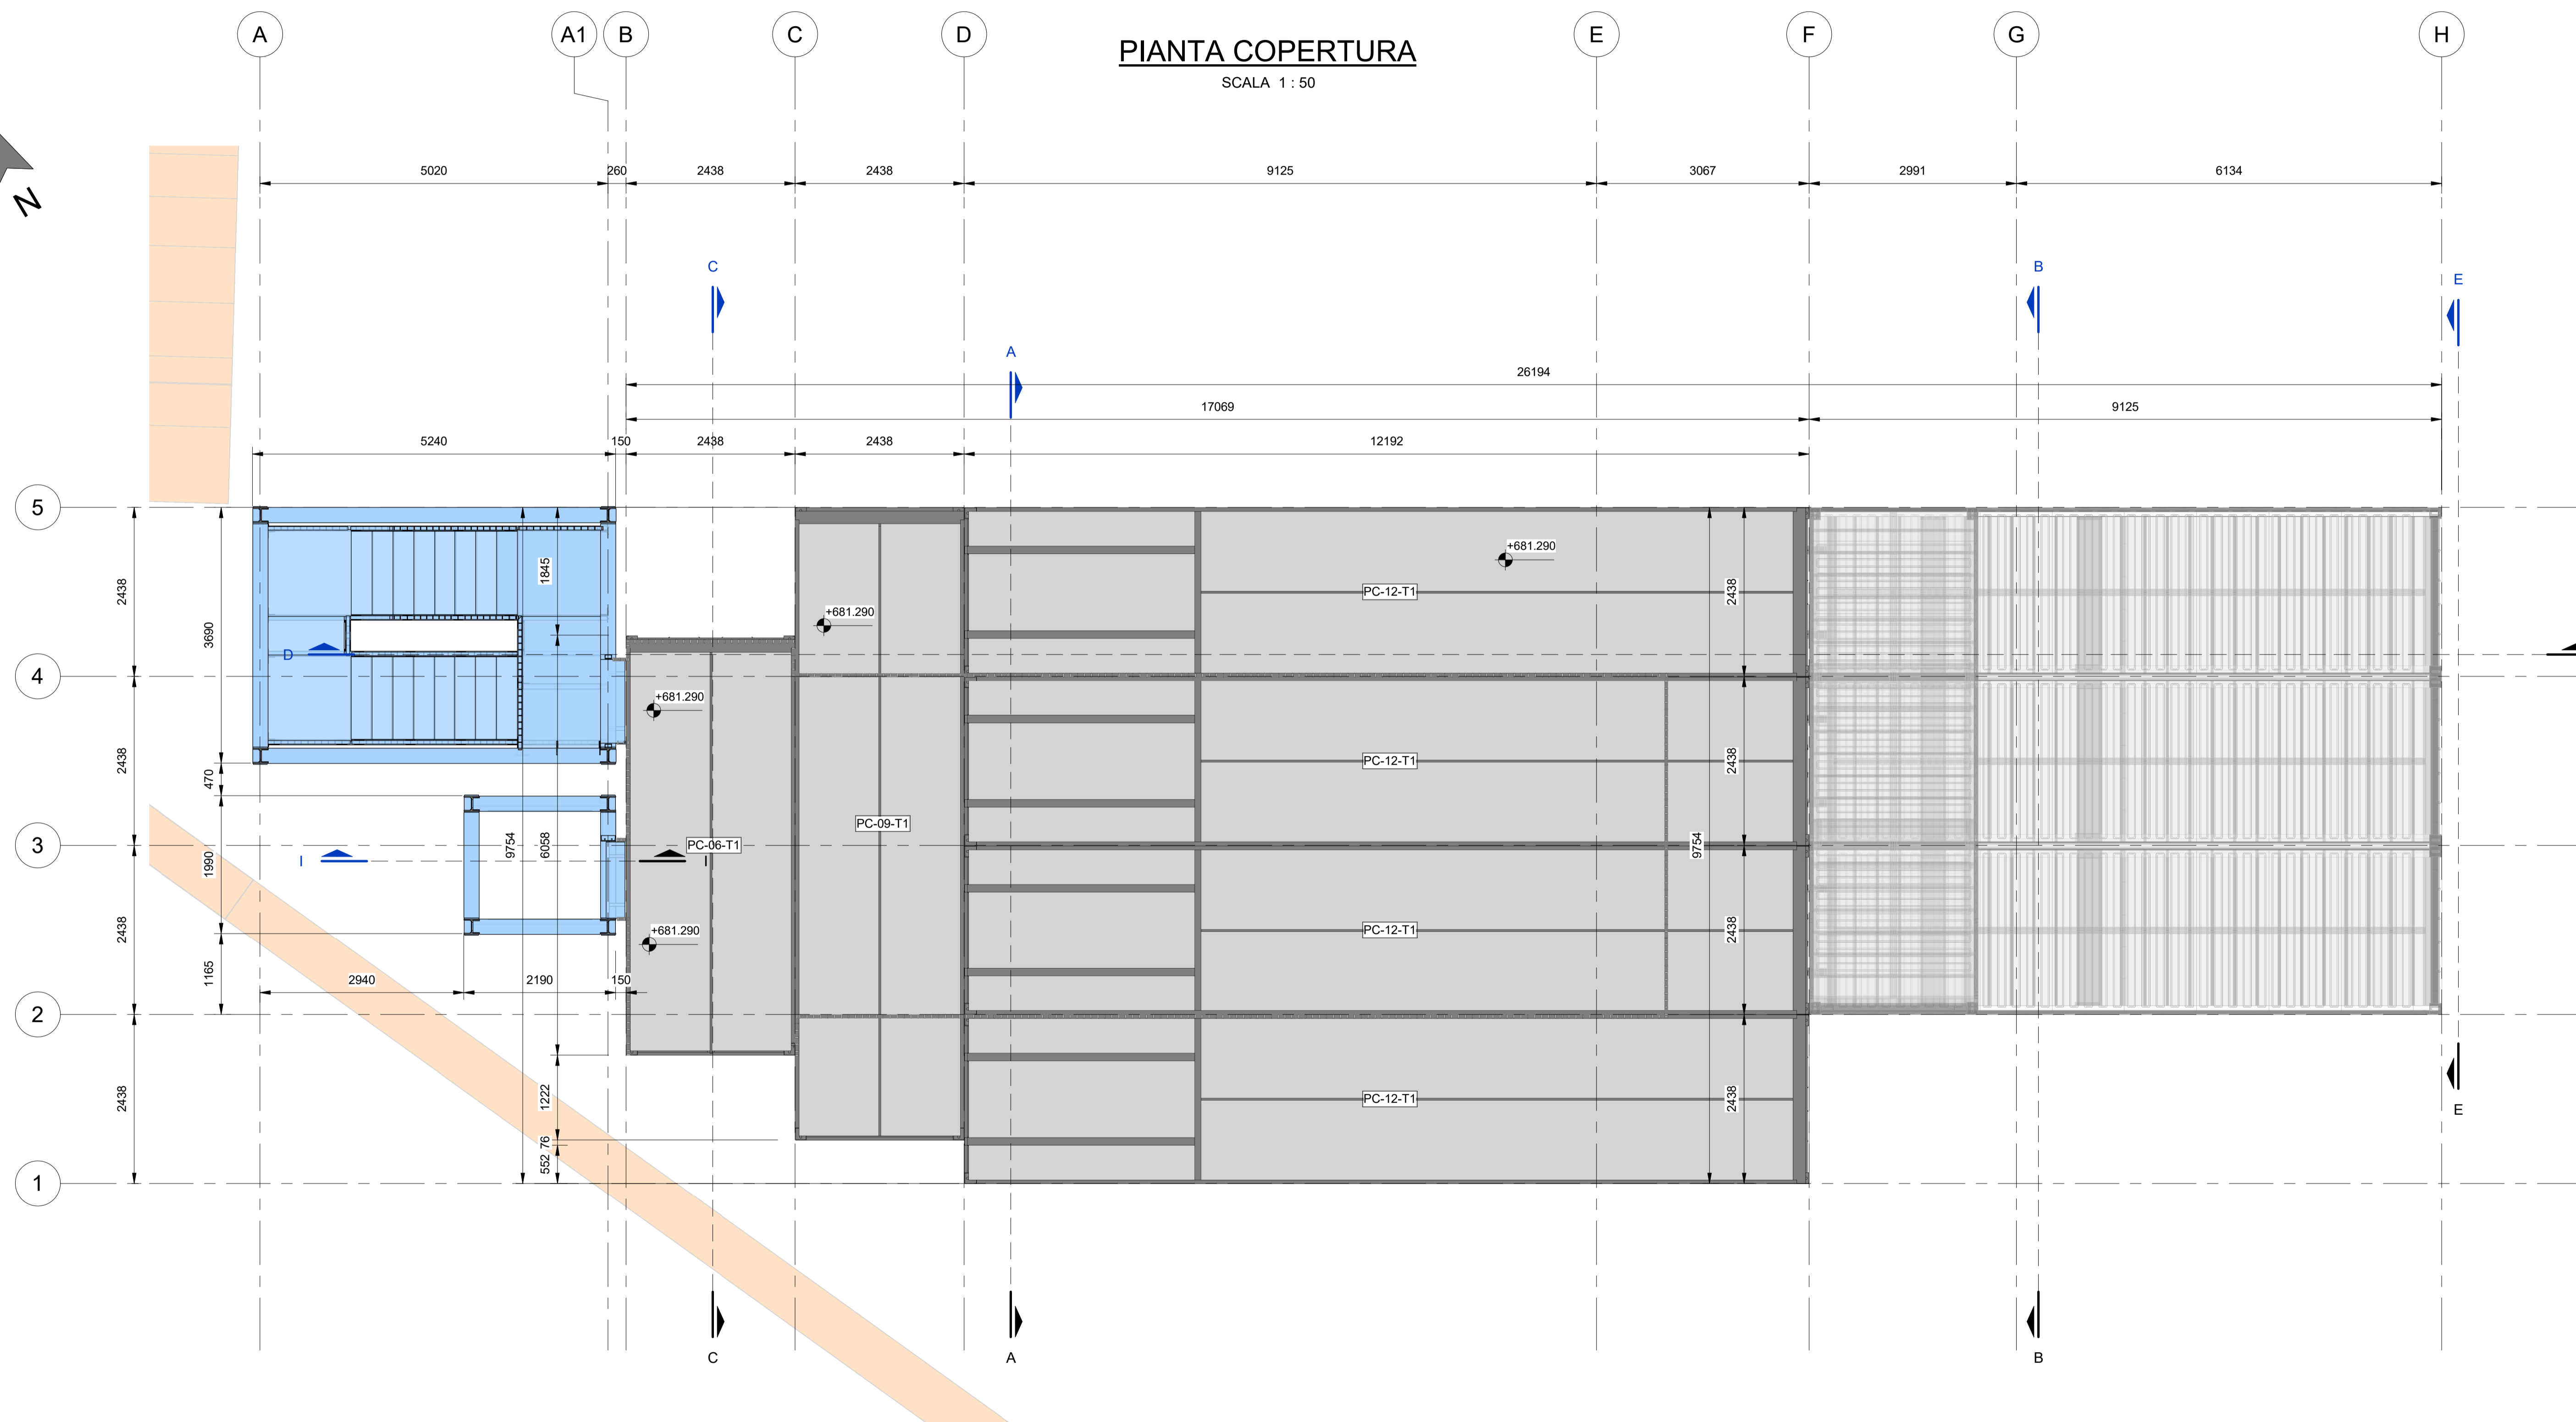 A A1 B C D E F G H
PIANTA COPERTURA
SCALA 1 : 50
N
5020 260 2438 2438 9125 3067 2991 6134
C B E
A
26194
17069 9125
5240 150 2438 2438 12192
5
4
3
2
1
2438
2438
2438
2438
3690
470
1990
1165
9754
1845
6058
1222
76
552
D
I
I
2940 2190 150
+681.290
+681.290
+681.290
+681.290
PC-06-T1
PC-09-T1
PC-12-T1
PC-12-T1
PC-12-T1
PC-12-T1
2438
2438
2438
2438
9754
E
C A B